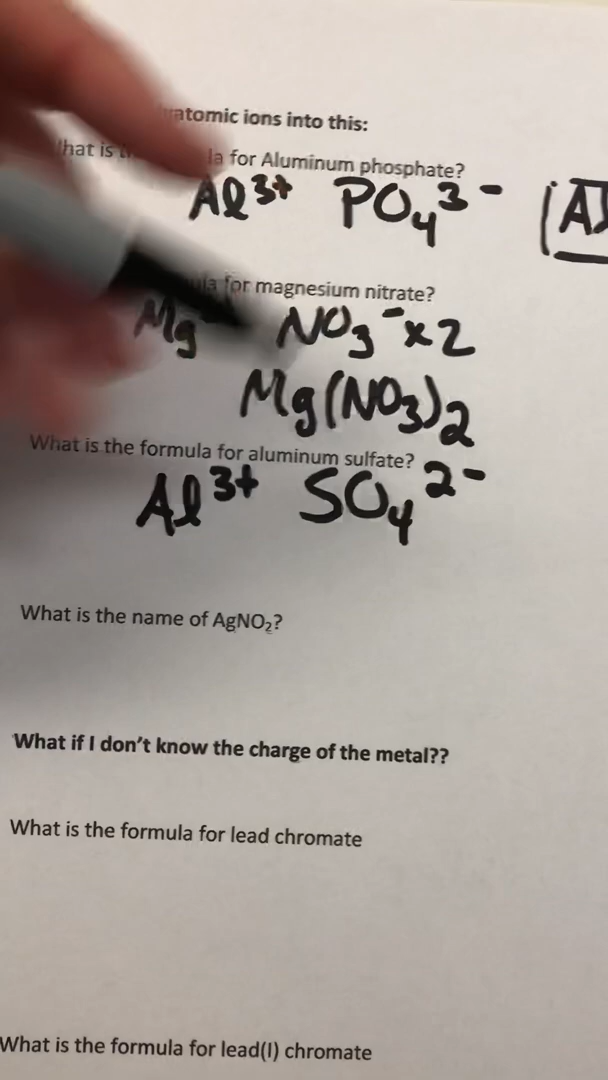 atomic ions into this:
hat is for Aluminum phosphate?
Al³⁺ PO₄³⁻
for magnesium nitrate?
Mg NO₃⁻x2
Mg(NO₃)₂
What is the formula for aluminum sulfate?
Al³⁺ SO₄²⁻
What is the name of AgNO₂?
What if I don't know the charge of the metal??
What is the formula for lead chromate
What is the formula for lead(I) chromate